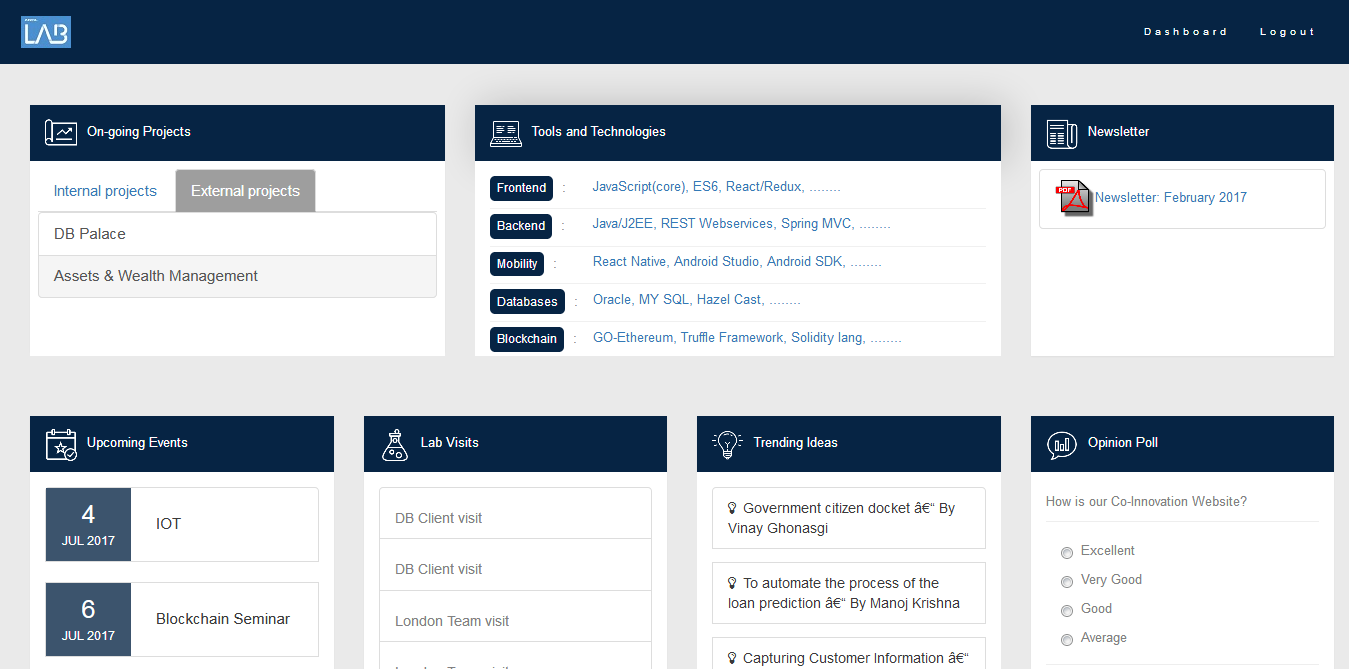 LAB
Dashboard
Logout
On-going Projects
Internal projects
External projects
DB Palace
Assets & Wealth Management
Tools and Technologies
Frontend : JavaScript(core), ES6, React/Redux, ........
Backend : Java/J2EE, REST Webservices, Spring MVC, ........
Mobility : React Native, Android Studio, Android SDK, ........
Databases : Oracle, MY SQL, Hazel Cast, ........
Blockchain : GO-Ethereum, Truffle Framework, Solidity lang, ........
Newsletter
PDF
Newsletter: February 2017
Upcoming Events
4
JUL 2017
IOT
6
JUL 2017
Blockchain Seminar
Lab Visits
DB Client visit
DB Client visit
London Team visit
Trending Ideas
Government citizen docket â€“ By
Vinay Ghonasgi
To automate the process of the
loan prediction â€“ By Manoj Krishna
Capturing Customer Information â€“
Opinion Poll
How is our Co-Innovation Website?
Excellent
Very Good
Good
Average